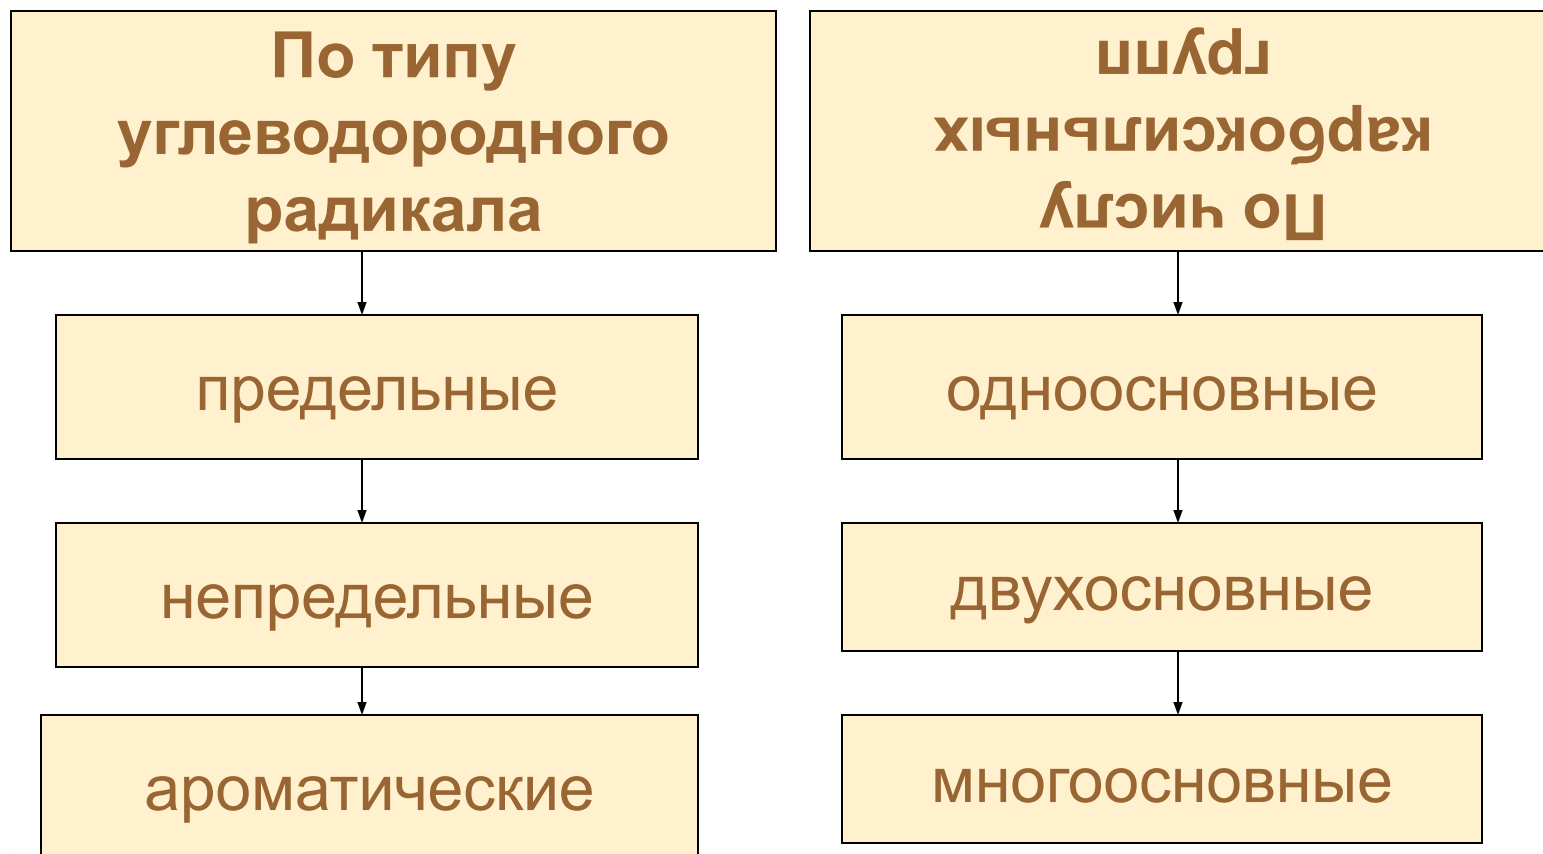 По типу
углеводородного
радикала
предельные
непредельные
ароматические
По числу
карбоксильных
групп
одноосновные
двухосновные
многоосновные